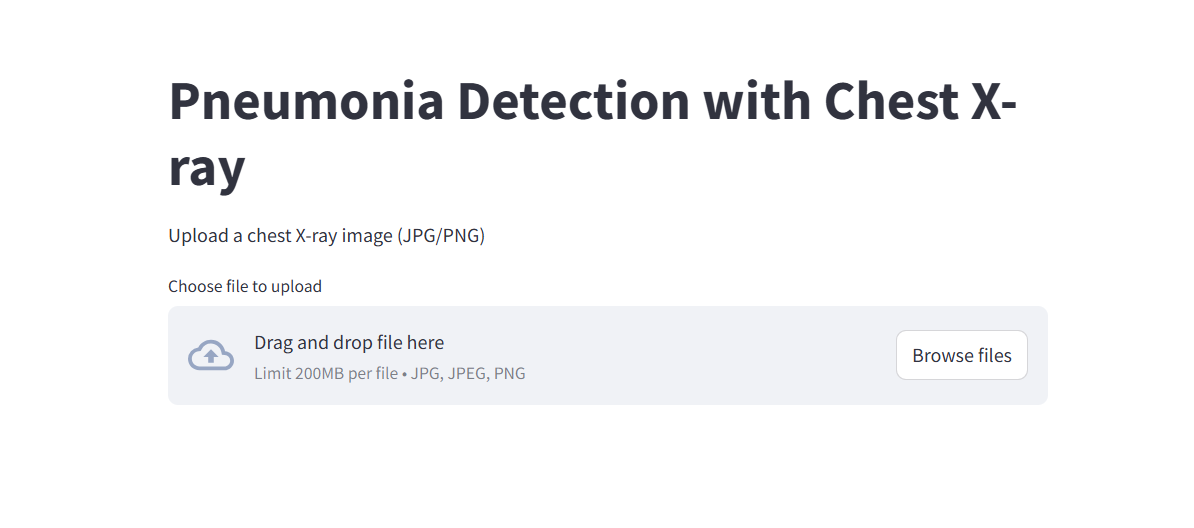 Pneumonia Detection with Chest X-
ray
Upload a chest X-ray image (JPG/PNG)
Choose file to upload
Drag and drop file here
Limit 200MB per file • JPG, JPEG, PNG
Browse files